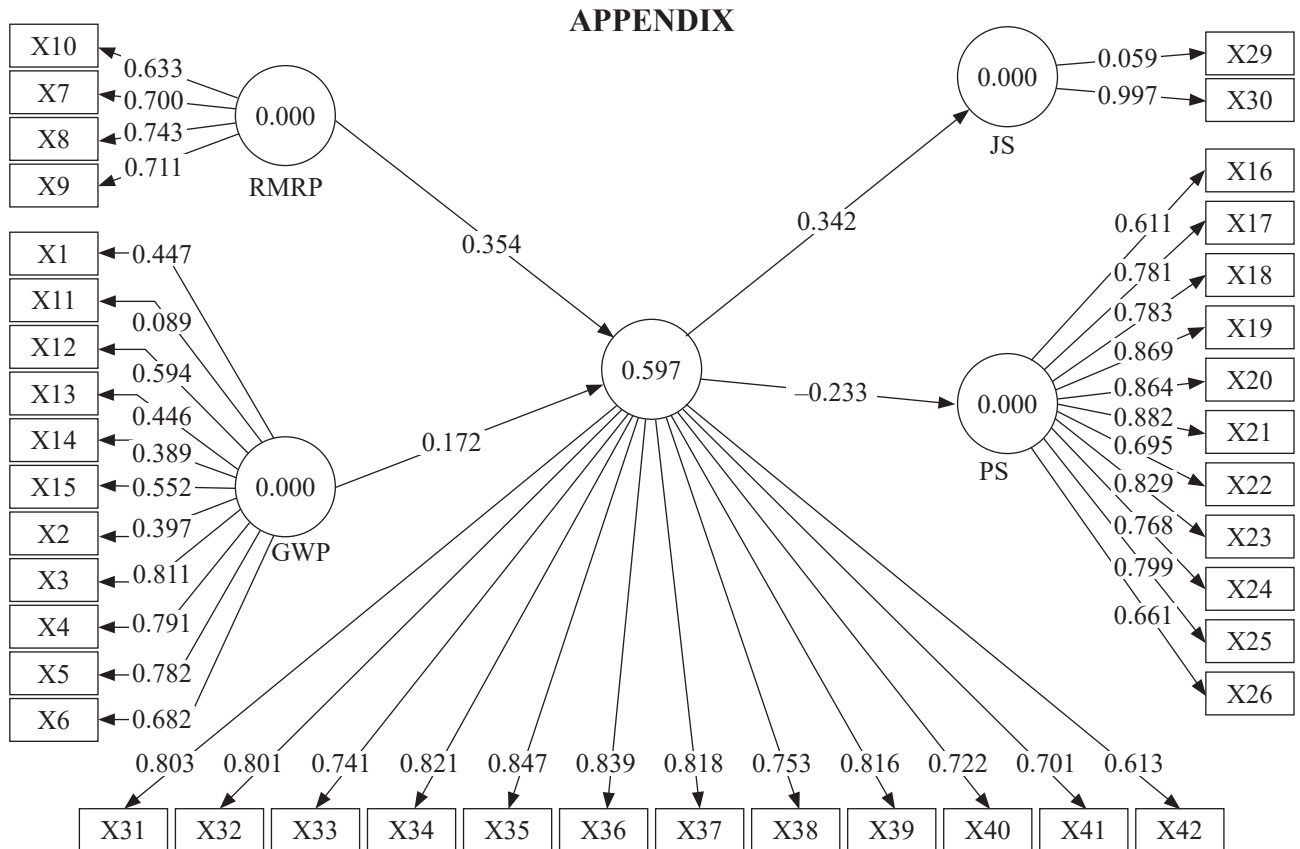 APPENDIX
X10
X7
X8
X9
0.633
0.700
0.743
0.711
0.000
RMRP
X1
X11
X12
X13
X14
X15
X2
X3
X4
X5
X6
0.447
0.089
0.594
0.446
0.389
0.552
0.397
0.811
0.791
0.782
0.682
0.000
GWP
0.354
0.172
0.597
0.342
–0.233
0.000
JS
0.059
0.997
X29
X30
0.000
PS
0.611
0.781
0.783
0.869
0.864
0.882
0.695
0.829
0.768
0.799
0.661
X16
X17
X18
X19
X20
X21
X22
X23
X24
X25
X26
0.803 0.801 0.741 0.821 0.847 0.839 0.818 0.753 0.816 0.722 0.701 0.613
X31 X32 X33 X34 X35 X36 X37 X38 X39 X40 X41 X42